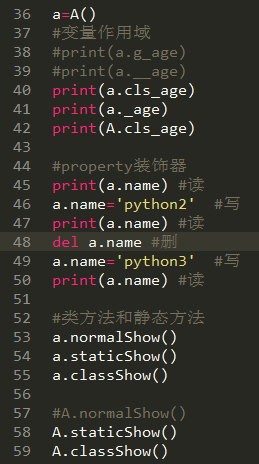 36 a=A()
37 #变量作用域
38 #print(a.g_age)
39 #print(a.__age)
40 print(a.cls_age)
41 print(a._age)
42 print(A.cls_age)
43
44 #property装饰器
45 print(a.name) #读
46 a.name='python2'  #写
47 print(a.name) #读
48 del a.name #删
49 a.name='python3'  #写
50 print(a.name) #读
51
52 #类方法和静态方法
53 a.normalShow()
54 a.staticShow()
55 a.classShow()
56
57 #A.normalShow()
58 A.staticShow()
59 A.classShow()